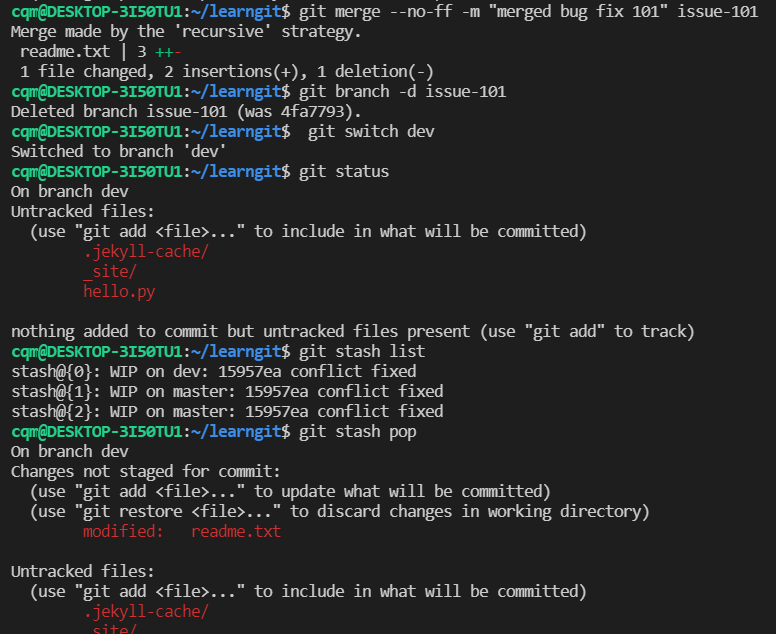 cqm@DESKTOP-3I50TU1:~/learngit$ git merge --no-ff -m "merged bug fix 101" issue-101
Merge made by the 'recursive' strategy.
 readme.txt | 3 ++-
 1 file changed, 2 insertions(+), 1 deletion(-)
cqm@DESKTOP-3I50TU1:~/learngit$ git branch -d issue-101
Deleted branch issue-101 (was 4fa7793).
cqm@DESKTOP-3I50TU1:~/learngit$  git switch dev
Switched to branch 'dev'
cqm@DESKTOP-3I50TU1:~/learngit$ git status
On branch dev
Untracked files:
  (use "git add <file>..." to include in what will be committed)
        .jekyll-cache/
        _site/
        hello.py

nothing added to commit but untracked files present (use "git add" to track)
cqm@DESKTOP-3I50TU1:~/learngit$ git stash list
stash@{0}: WIP on dev: 15957ea conflict fixed
stash@{1}: WIP on master: 15957ea conflict fixed
stash@{2}: WIP on master: 15957ea conflict fixed
cqm@DESKTOP-3I50TU1:~/learngit$ git stash pop
On branch dev
Changes not staged for commit:
  (use "git add <file>..." to update what will be committed)
  (use "git restore <file>..." to discard changes in working directory)
        modified:   readme.txt

Untracked files:
  (use "git add <file>..." to include in what will be committed)
        .jekyll-cache/
        _site/